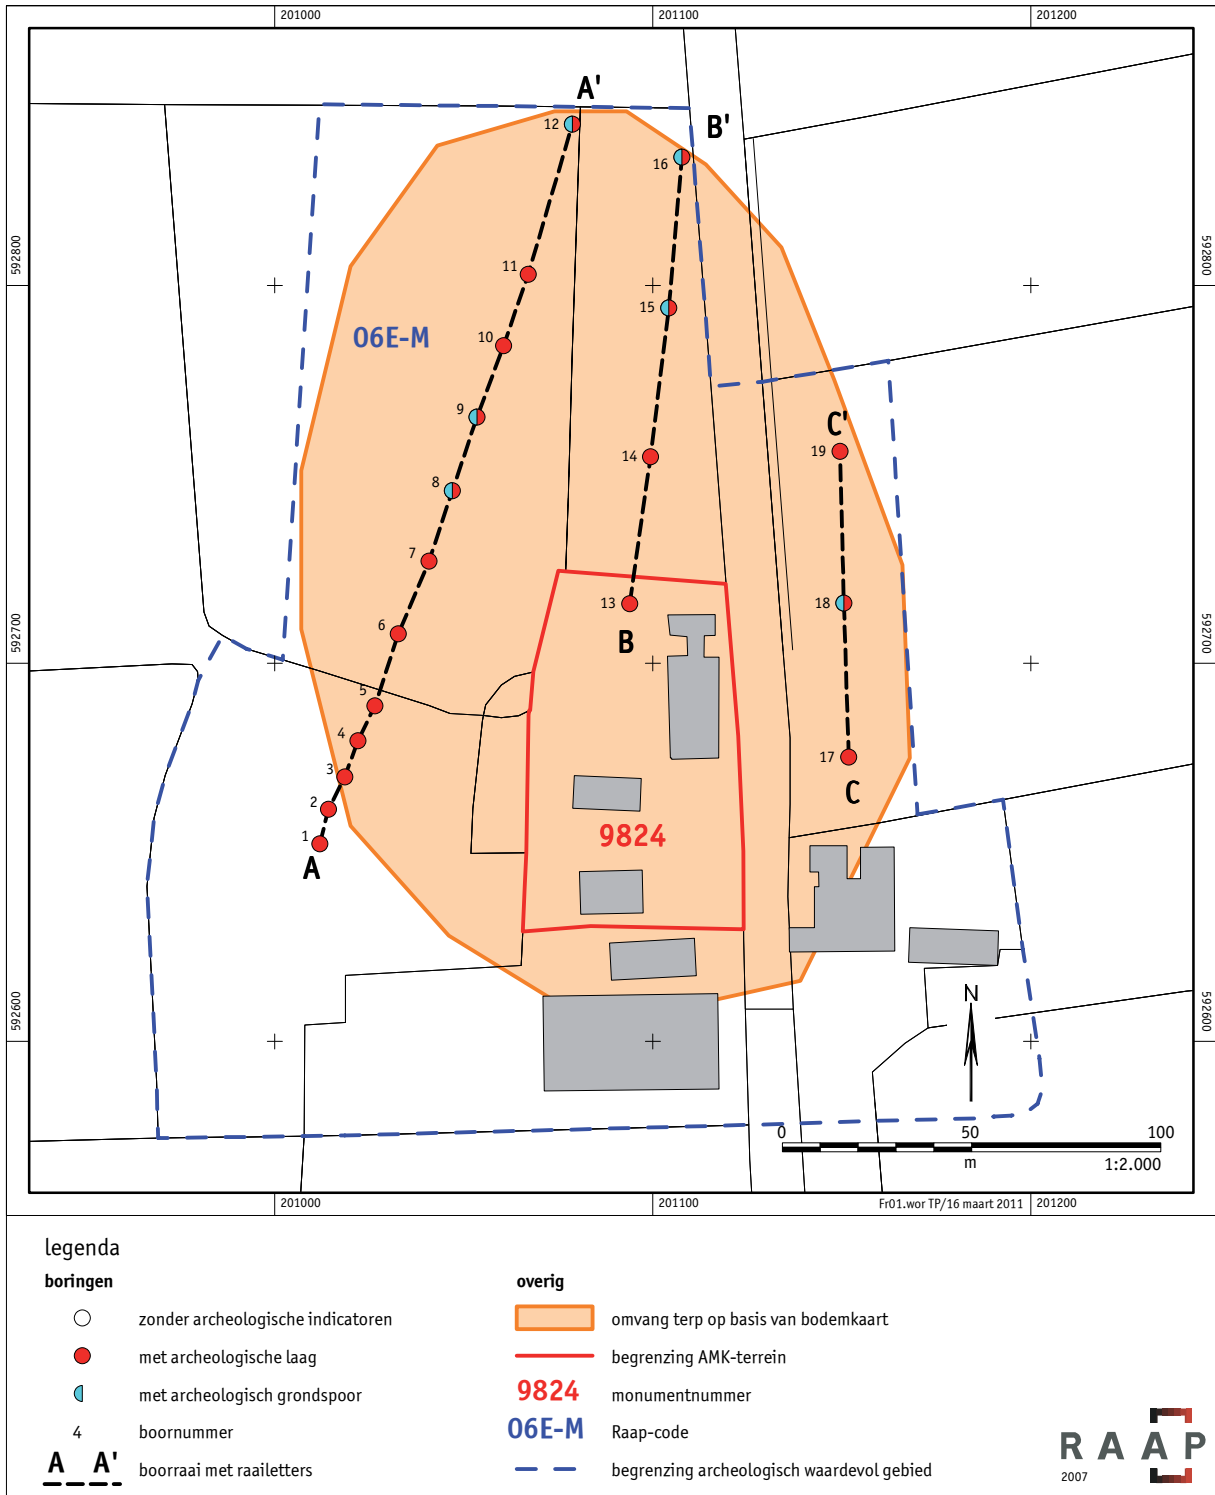 201000 201100 201200
A'
12
B'
16
592800 592800
11
15
06E-M
10
9
C'
14
19
8
7
13
18
6
B
592700 592700
5
4
17
3
C
2
9824
1
A
N
592600 592600
0 50 100
m 1:2.000
201000 201100 Fr01.wor TP/16 maart 2011 201200
legenda
boringen
zonder archeologische indicatoren
met archeologische laag
met archeologisch grondspoor
4 boornummer
A A' boorraai met raailetters
overig
omvang terp op basis van bodemkaart
begrenzing AMK-terrein
9824 monumentnummer
06E-M Raap-code
begrenzing archeologisch waardevol gebied
RAAP
2007